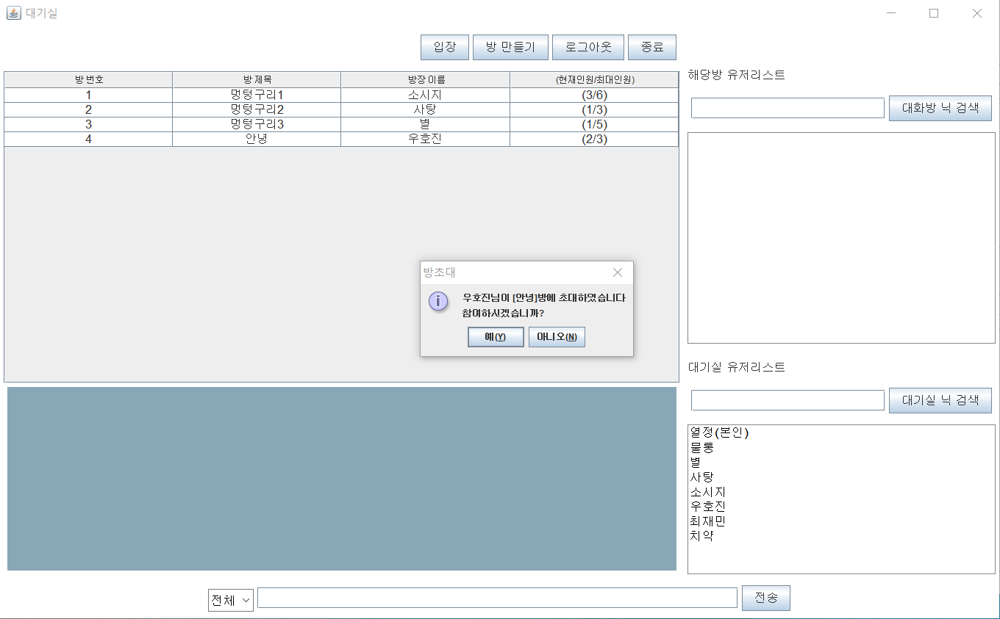 대기실
입장 방 만들기 로그아웃 종료
방 번호 방 제목 방장 이름 (현재인원/최대인원)
1 멍텅구리1 소시지 (3/6)
2 멍텅구리2 사탕 (1/3)
3 멍텅구리3 별 (1/5)
4 안녕 우호진 (2/3)
해당방 유저리스트
대화방 닉 검색
방초대
우호진님이 [안녕]방에 초대하였습니다
참여하시겠습니까?
예(Y) 아니오(N)
대기실 유저리스트
대기실 닉 검색
열정(본인)
물통
별
사탕
소시지
우호진
최재민
치약
전체 전송